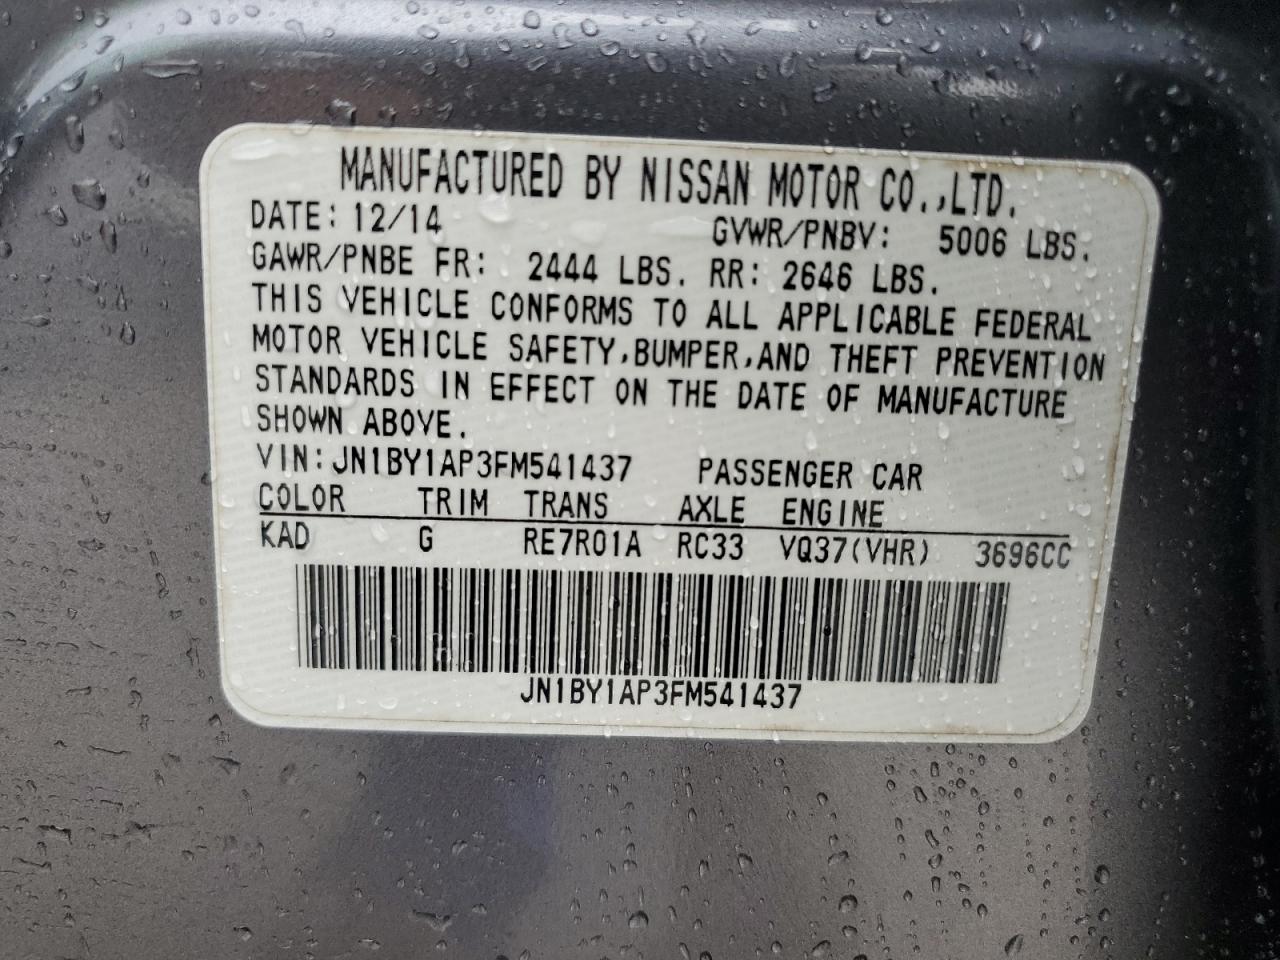 MANUFACTURED BY NISSAN MOTOR CO.,LTD.
DATE: 12/14 GVWR/PNBV: 5006 LBS.
GAWR/PNBE FR: 2444 LBS. RR: 2646 LBS.
THIS VEHICLE CONFORMS TO ALL APPLICABLE FEDERAL
MOTOR VEHICLE SAFETY,BUMPER,AND THEFT PREVENTION
STANDARDS IN EFFECT ON THE DATE OF MANUFACTURE
SHOWN ABOVE.
VIN:JN1BY1AP3FM541437 PASSENGER CAR
COLOR TRIM TRANS AXLE ENGINE
KAD G RE7R01A RC33 VQ37(VHR) 3696CC
JN1BY1AP3FM541437